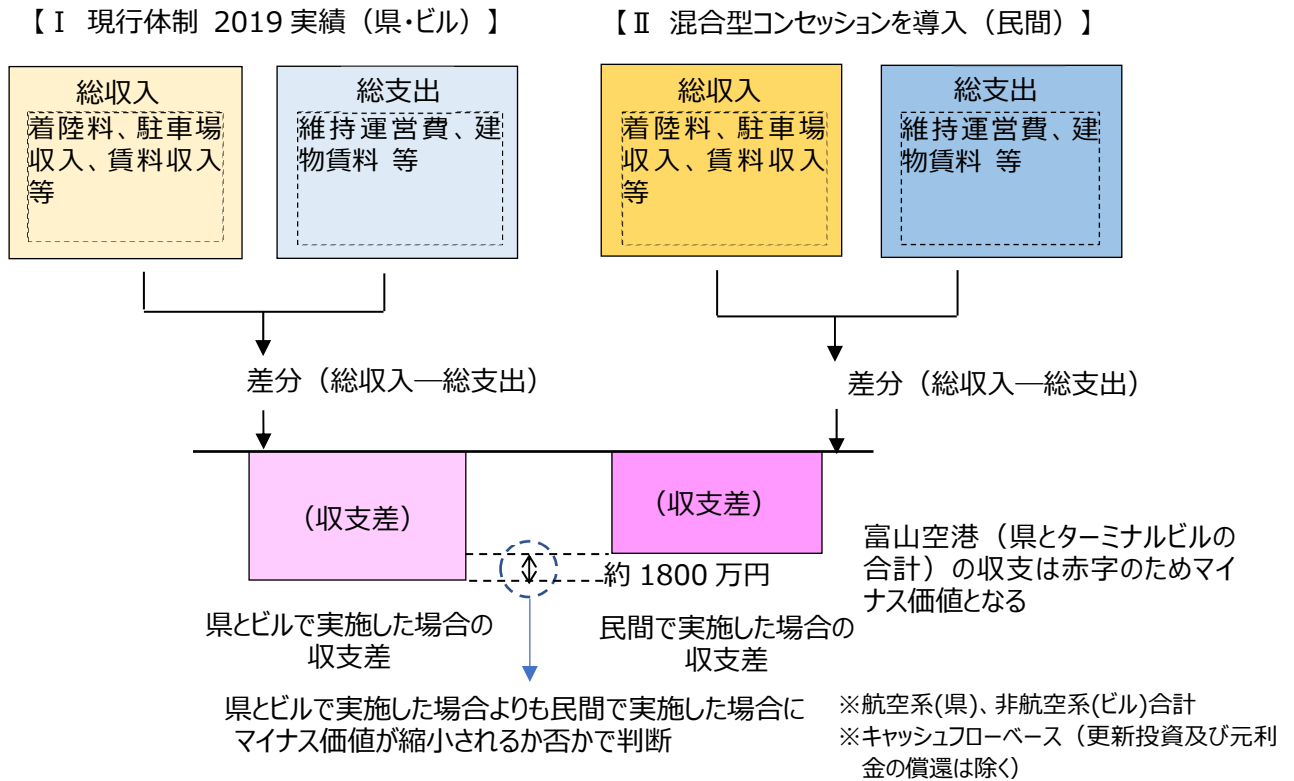 【Ⅰ 現行体制 2019 実績（県・ビル）】
【Ⅱ 混合型コンセッションを導入（民間）】
総収入
着陸料、駐車場
収入、賃料収入
等
総支出
維持運営費、建
物賃料 等
総収入
着陸料、駐車場
収入、賃料収入
等
総支出
維持運営費、建
物賃料 等
差分（総収入―総支出）
差分（総収入―総支出）
（収支差）
（収支差）
約 1800 万円
富山空港（県とターミナルビルの
合計）の収支は赤字のためマイ
ナス価値となる
県とビルで実施した場合の
収支差
民間で実施した場合の
収支差
県とビルで実施した場合よりも民間で実施した場合に
マイナス価値が縮小されるか否かで判断
※航空系(県)、非航空系(ビル)合計
※キャッシュフローベース（更新投資及び元利
金の償還は除く）